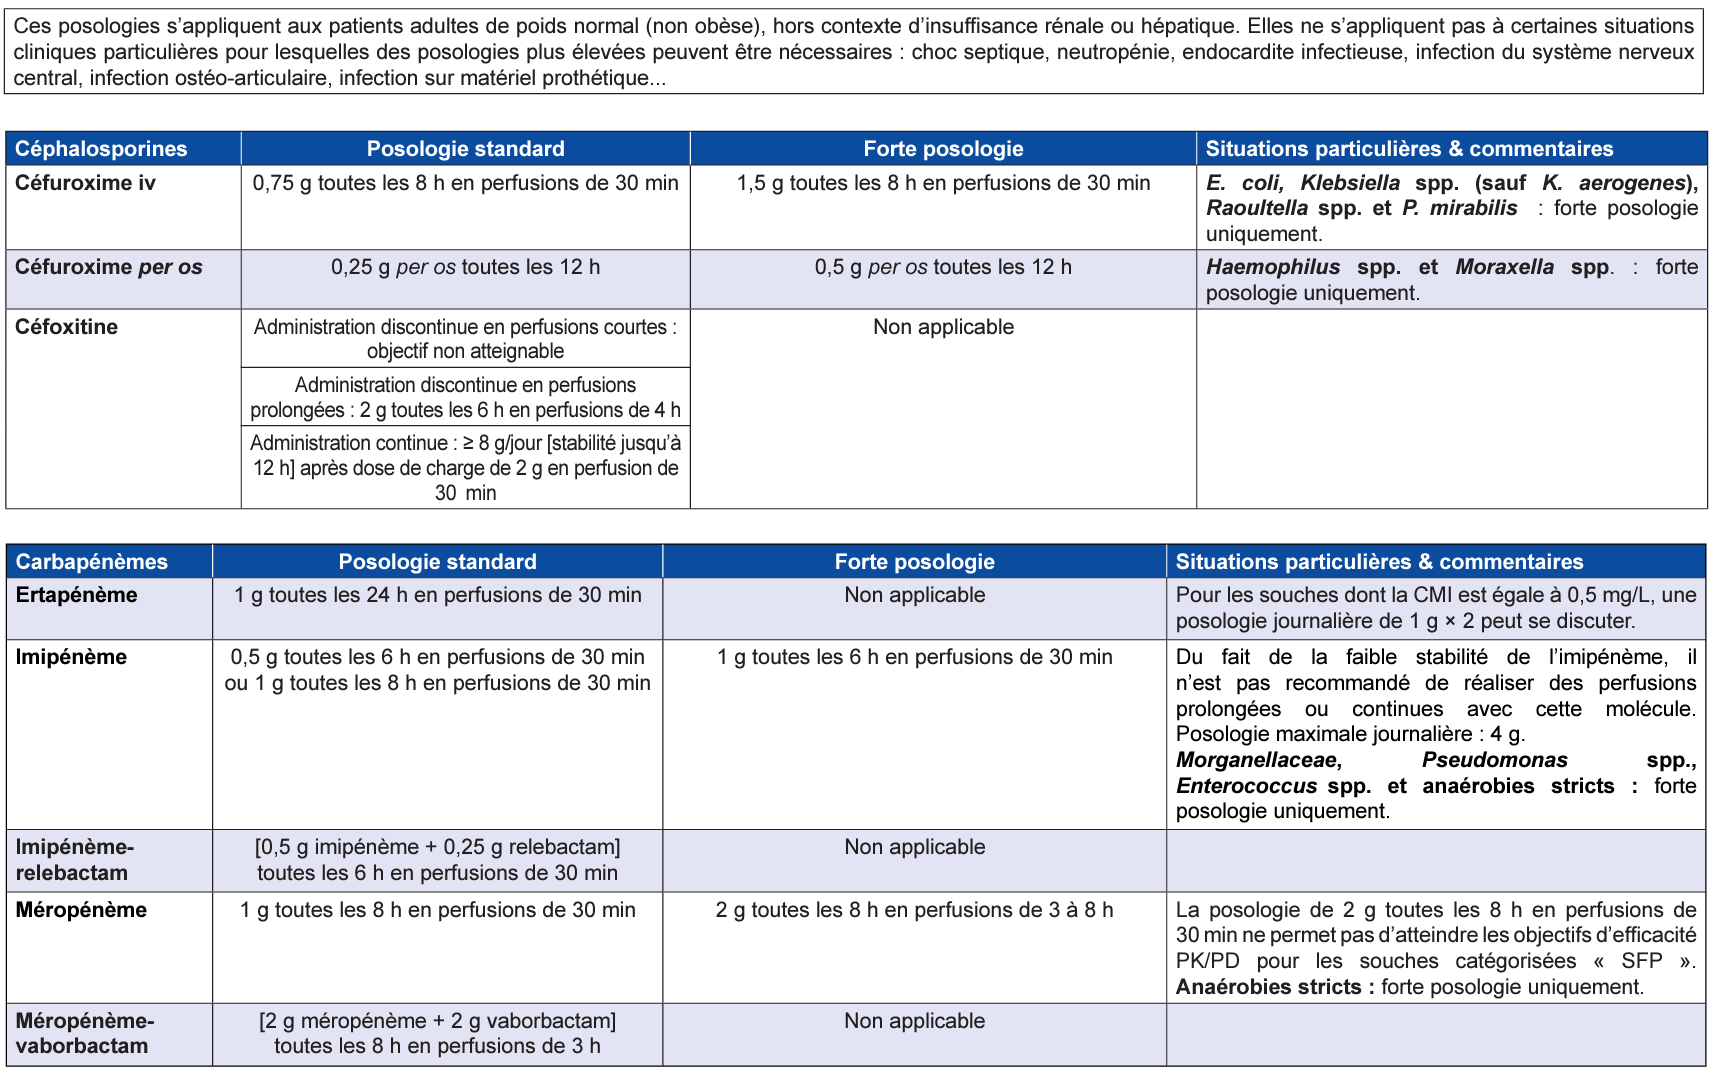 Ces posologies s’appliquent aux patients adultes de poids normal (non obèse), hors contexte d’insuffisance rénale ou hépatique. Elles ne s’appliquent pas à certaines situations
cliniques particulières pour lesquelles des posologies plus élevées peuvent être nécessaires : choc septique, neutropénie, endocardite infectieuse, infection du système nerveux
central, infection ostéo-articulaire, infection sur matériel prothétique...
Céphalosporines
Posologie standard
Forte posologie
Situations particulières & commentaires
Céfuroxime iv
0,75 g toutes les 8 h en perfusions de 30 min
1,5 g toutes les 8 h en perfusions de 30 min
E. coli, Klebsiella spp. (sauf K. aerogenes),
Raoultella spp. et P. mirabilis : forte posologie
uniquement.
Céfuroxime per os
0,25 g per os toutes les 12 h
0,5 g per os toutes les 12 h
Haemophilus spp. et Moraxella spp. : forte
posologie uniquement.
Céfoxitine
Administration discontinue en perfusions courtes :
objectif non atteignable
Administration discontinue en perfusions
prolongées : 2 g toutes les 6 h en perfusions de 4 h
Administration continue : ≥ 8 g/jour [stabilité jusqu’à
12 h] après dose de charge de 2 g en perfusion de
30 min
Non applicable
Carbapénèmes
Posologie standard
Forte posologie
Situations particulières & commentaires
Ertapénème
1 g toutes les 24 h en perfusions de 30 min
Non applicable
Pour les souches dont la CMI est égale à 0,5 mg/L, une
posologie journalière de 1 g × 2 peut se discuter.
Imipénème
0,5 g toutes les 6 h en perfusions de 30 min
ou 1 g toutes les 8 h en perfusions de 30 min
1 g toutes les 6 h en perfusions de 30 min
Du fait de la faible stabilité de l’imipénème, il
n’est pas recommandé de réaliser des perfusions
prolongées ou continues avec cette molécule.
Posologie maximale journalière : 4 g.
Morganellaceae, Pseudomonas spp.,
Enterococcus spp. et anaérobies stricts : forte
posologie uniquement.
Imipénème-
relebactam
[0,5 g imipénème + 0,25 g relebactam]
toutes les 6 h en perfusions de 30 min
Non applicable
Méropénème
1 g toutes les 8 h en perfusions de 30 min
2 g toutes les 8 h en perfusions de 3 à 8 h
La posologie de 2 g toutes les 8 h en perfusions de
30 min ne permet pas d’atteindre les objectifs d’efficacité
PK/PD pour les souches catégorisées « SFP ».
Anaérobies stricts : forte posologie uniquement.
Méropénème-
vaborbactam
[2 g méropénème + 2 g vaborbactam]
toutes les 8 h en perfusions de 3 h
Non applicable